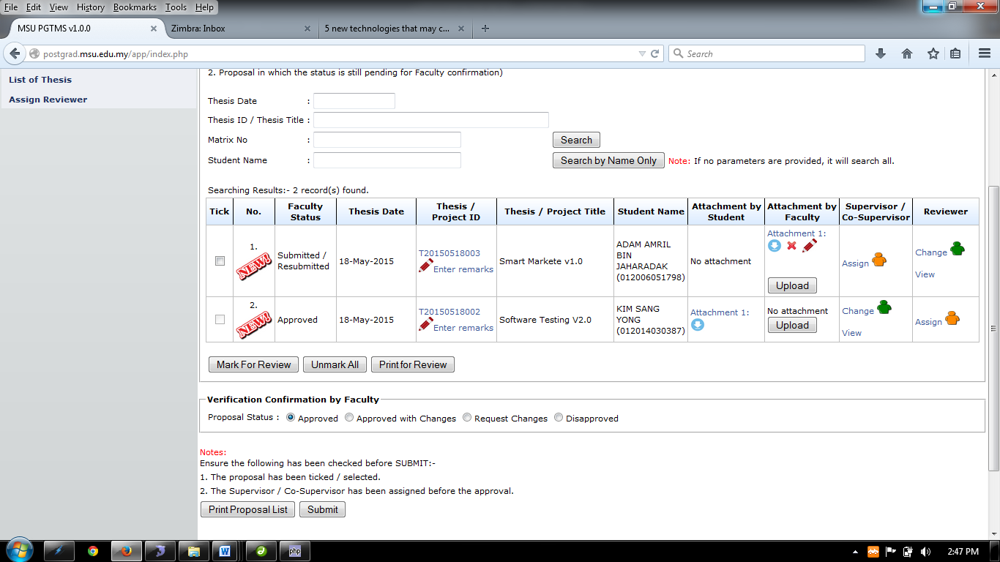 File Edit View History Bookmarks Tools Help
MSU PGTMS v1.0.0 Zimbra: Inbox 5 new technologies that may c...
postgrad.msu.edu.my/app/index.php Search
List of Thesis
Assign Reviewer
2. Proposal in which the status is still pending for Faculty confirmation)
Thesis Date :
Thesis ID / Thesis Title :
Matrix No : Search
Student Name : Search by Name Only Note: If no parameters are provided, it will search all.
Searching Results:- 2 record(s) found.
Tick No. Faculty Status Thesis Date Thesis / Project ID Thesis / Project Title Student Name Attachment by Student Attachment by Faculty Supervisor / Co-Supervisor Reviewer
1. NEW! Submitted / Resubmitted 18-May-2015 T20150518003 Enter remarks Smart Markete v1.0 ADAM AMRIL BIN JAHARADAK (012006051798) No attachment Attachment 1: Upload Assign Change View
2. NEW! Approved 18-May-2015 T20150518002 Enter remarks Software Testing V2.0 KIM SANG YONG (012014030387) Attachment 1: No attachment Upload Change View Assign
Mark For Review Unmark All Print for Review
Verification Confirmation by Faculty
Proposal Status : Approved Approved with Changes Request Changes Disapproved
Notes:
Ensure the following has been checked before SUBMIT:-
1. The proposal has been ticked / selected.
2. The Supervisor / Co-Supervisor has been assigned before the approval.
Print Proposal List Submit
php 2:47 PM